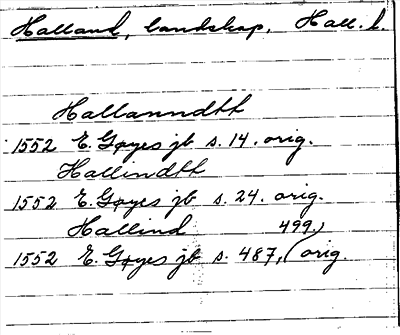 Halland, landskap, Hall. l.
Hallanndtt
1552 E. Gøyes jb s. 14. orig.
Hallindtt
1552 E. Gøyes jb s. 24. orig.
Hallind 499,)
1552 E. Gøyes jb s. 487, (orig.